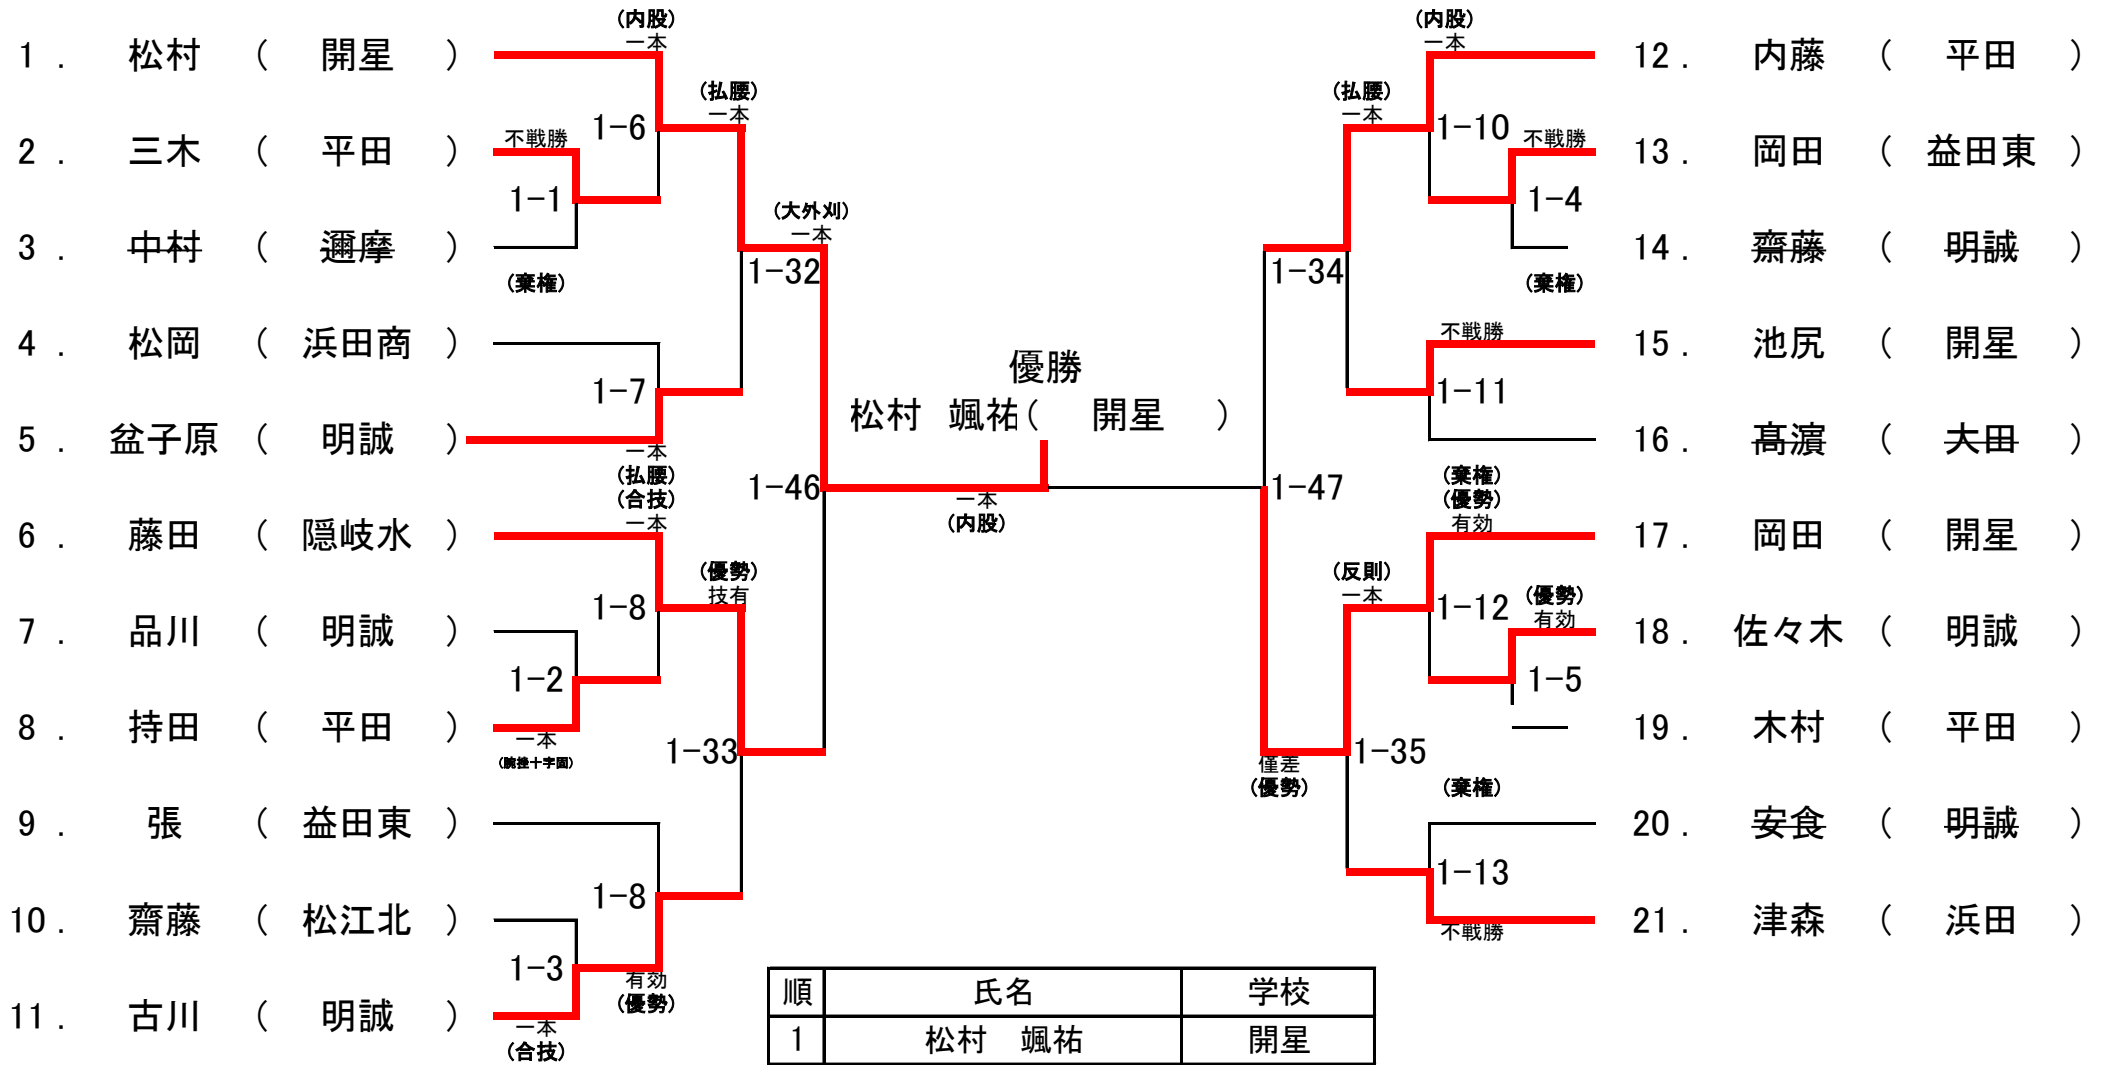 (内股)
一本
(内股)
一本
1 . 松村 ( 開星 )
12 . 内藤 ( 平田 )
(払腰)
一本
(払腰)
一本
1-6
1-10
2 . 三木 ( 平田 )
不戦勝
不戦勝
13 . 岡田 ( 益田東 )
1-1
1-4
(大外刈)
一本
3 . 中村 ( 邇摩 )
14 . 齋藤 ( 明誠 )
(棄権)
1-32
1-34
(棄権)
4 . 松岡 ( 浜田商 )
不戦勝
15 . 池尻 ( 開星 )
優勝
1-7
1-11
松村 颯祐( 開星 )
5 . 盆子原 ( 明誠 )
16 . 髙濵 ( 大田 )
一本
(払腰)
(合技)
一本
1-46
一本
(内股)
1-47
(棄権)
(優勢)
有効
6 . 藤田 ( 隠岐水 )
17 . 岡田 ( 開星 )
(優勢)
技有
(反則)
一本
1-8
1-12
(優勢)
有効
7 . 品川 ( 明誠 )
18 . 佐々木 ( 明誠 )
1-2
1-5
8 . 持田 ( 平田 )
19 . 木村 ( 平田 )
一本
(腕挫十字固)
1-33
1-35
僅差
(優勢)
(棄権)
9 . 張 ( 益田東 )
20 . 安食 ( 明誠 )
1-8
1-13
10 . 齋藤 ( 松江北 )
不戦勝
21 . 津森 ( 浜田 )
1-3
有効
(優勢)
11 . 古川 ( 明誠 )
一本
(合技)
順 氏名 学校
1 松村 颯祐 開星